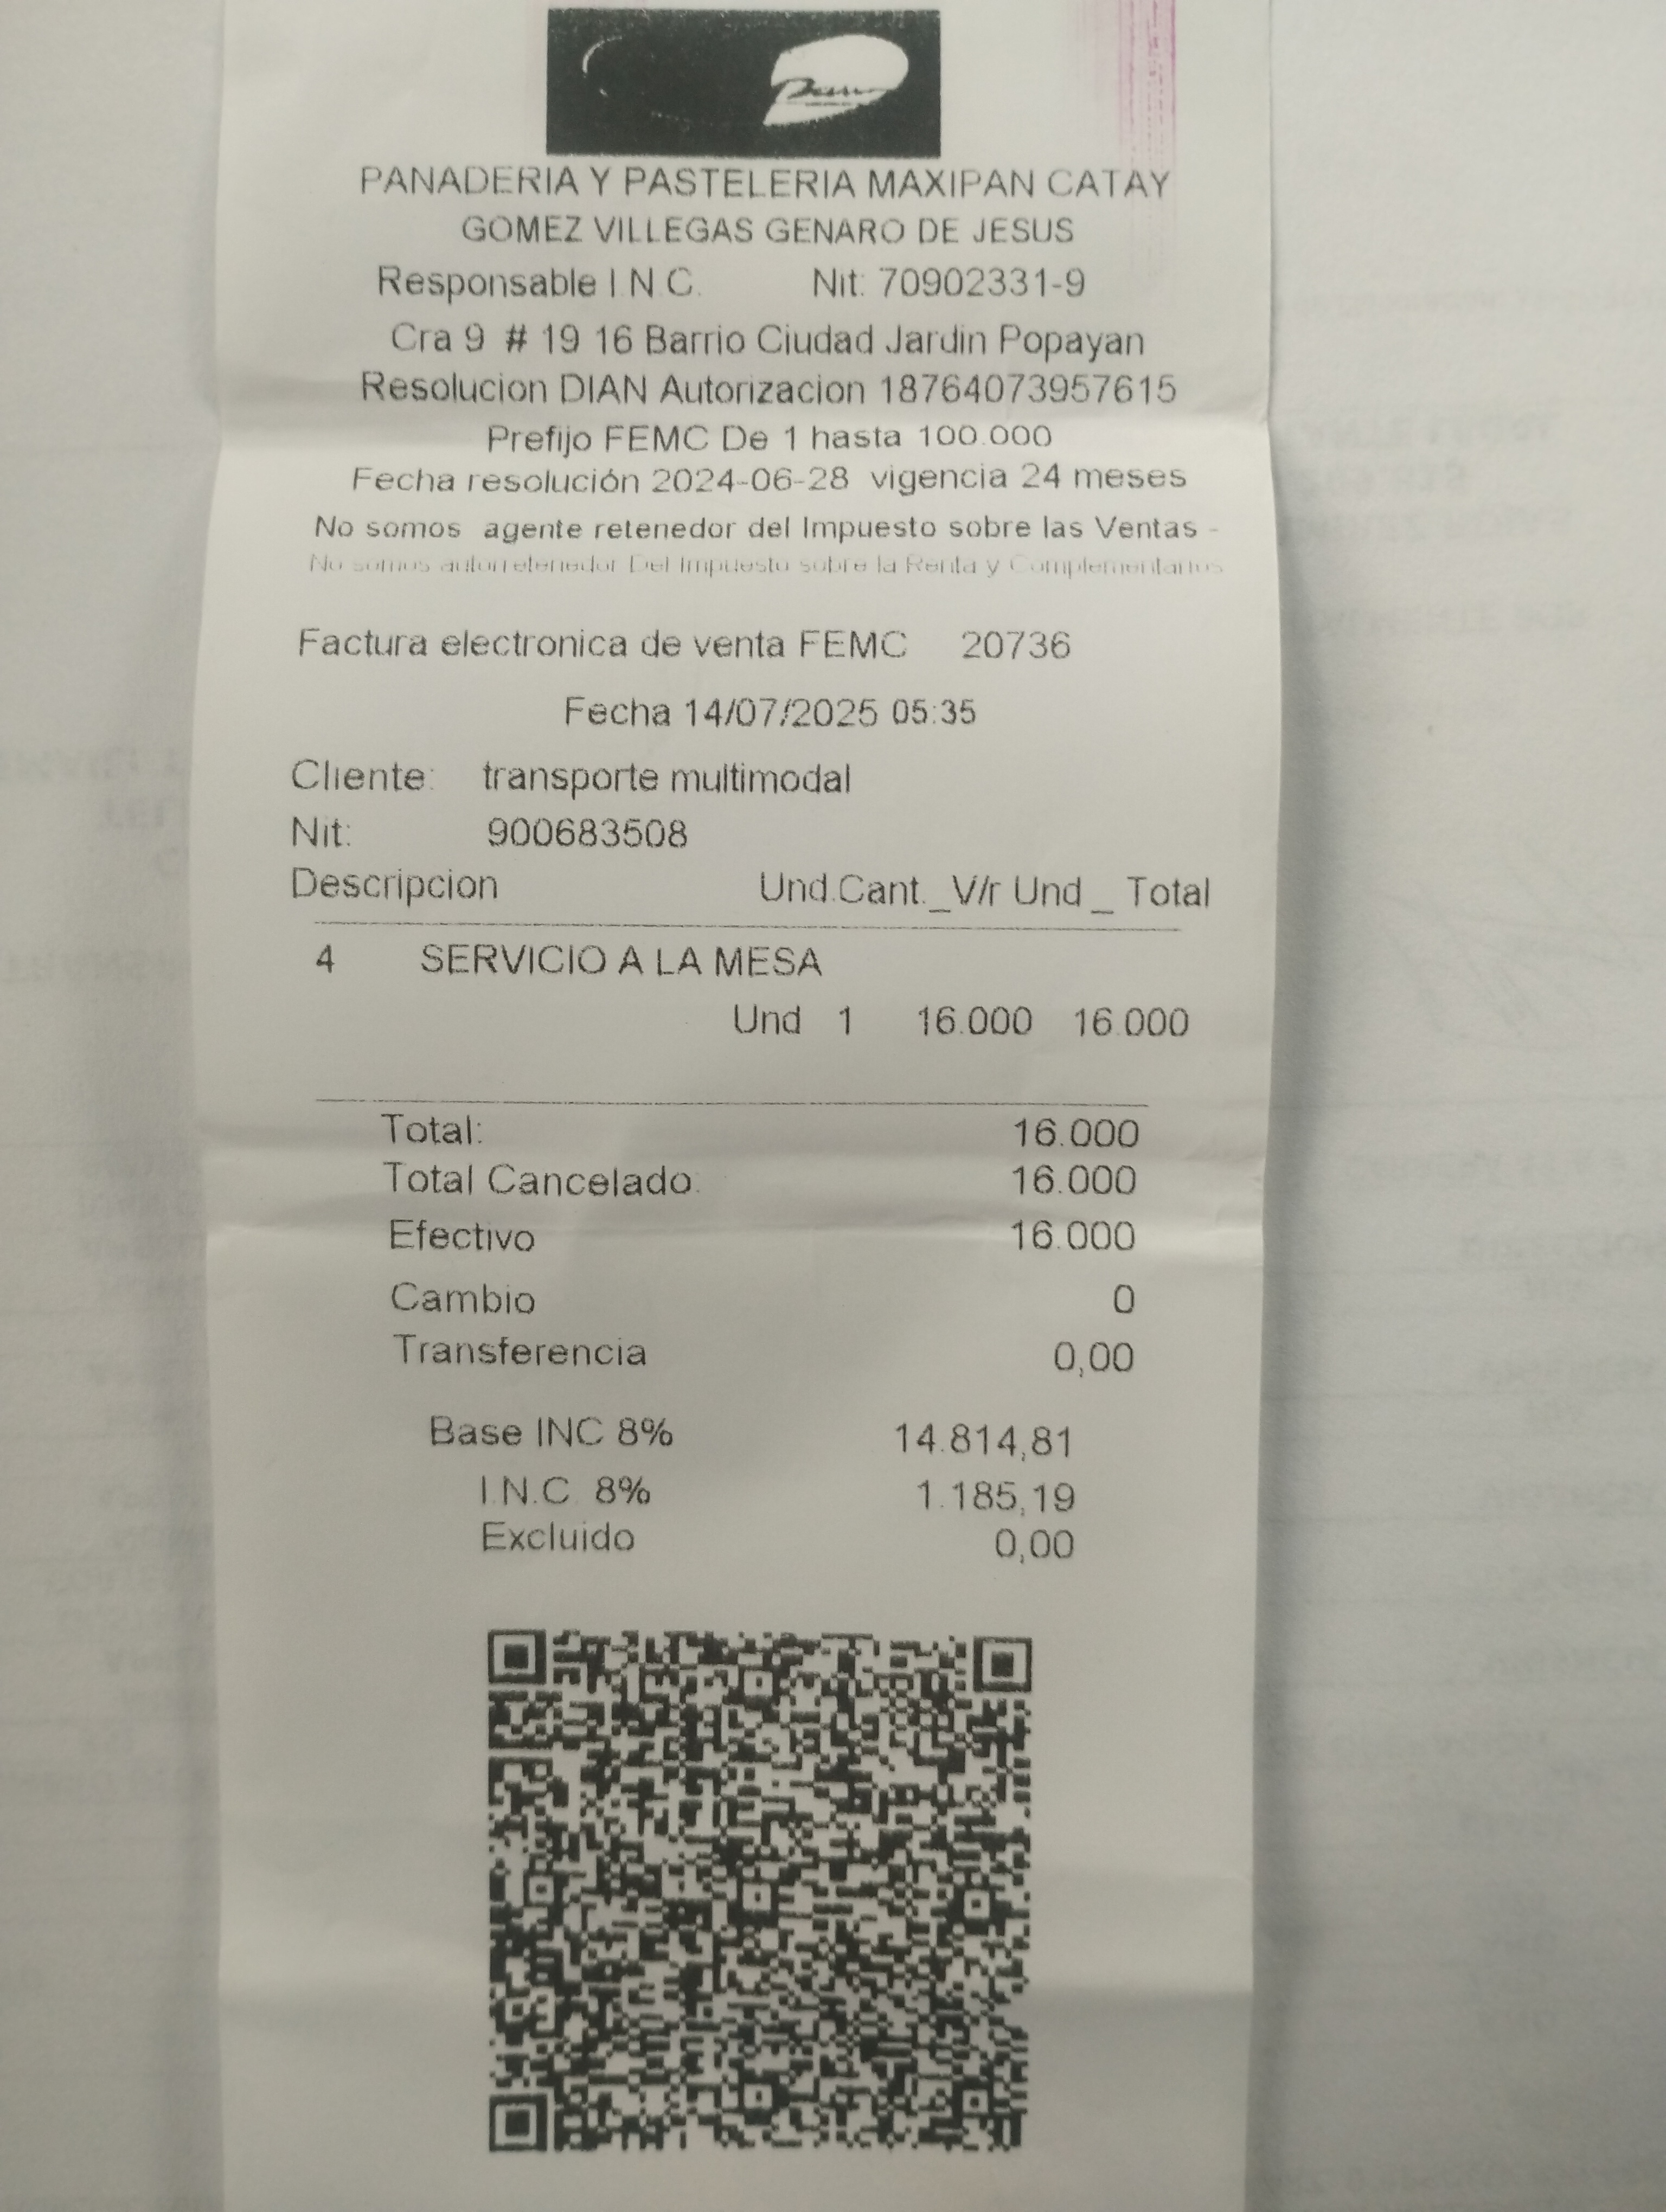 PANADERIA Y PASTELERIA MAXIPAN CATAY
GOMEZ VILLEGAS GENARO DE JESUS
Responsable I.N.C. Nit: 70902331-9
Cra 9 # 19 16 Barrio Ciudad Jardin Popayan
Resolucion DIAN Autorizacion 18764073957615
Prefijo FEMC De 1 hasta 100.000
Fecha resolución 2024-06-28 vigencia 24 meses
No somos agente retenedor del Impuesto sobre las Ventas -
No somos autorretenedor Del Impuesto sobre la Renta y Complementarios
Factura electronica de venta FEMC 20736
Fecha 14/07/2025 05:35
Cliente: transporte multimodal
Nit: 900683508
Descripcion Und.Cant._V/r Und_ Total
4 SERVICIO A LA MESA
Und 1 16.000 16.000
Total: 16.000
Total Cancelado: 16.000
Efectivo 16.000
Cambio 0
Transferencia 0,00
Base INC 8% 14.814,81
I.N.C. 8% 1.185,19
Excluido 0,00